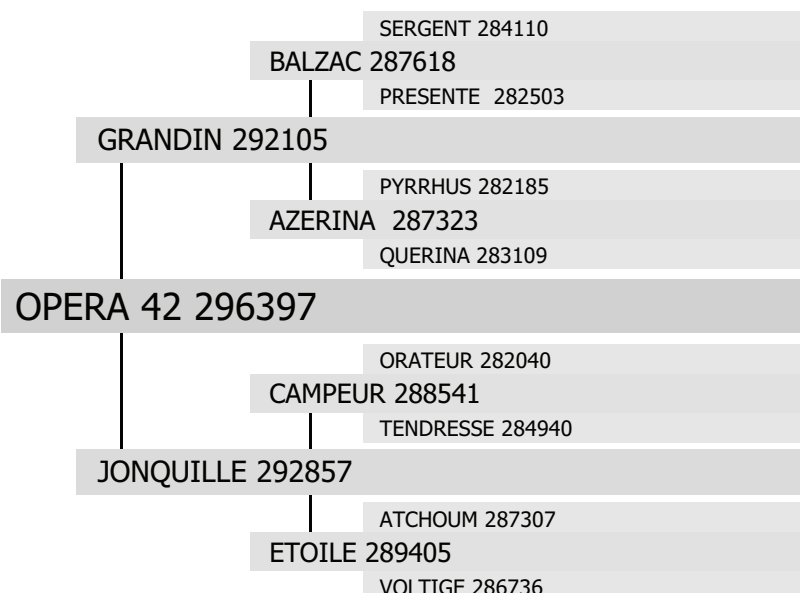 SERGENT 284110
BALZAC 287618
PRESENTE 282503
GRANDIN 292105
PYRRHUS 282185
AZERINA 287323
QUERINA 283109
OPERA 42 296397
ORATEUR 282040
CAMPEUR 288541
TENDRESSE 284940
JONQUILLE 292857
ATCHOUM 287307
ETOILE 289405
VOLTIGE 286736